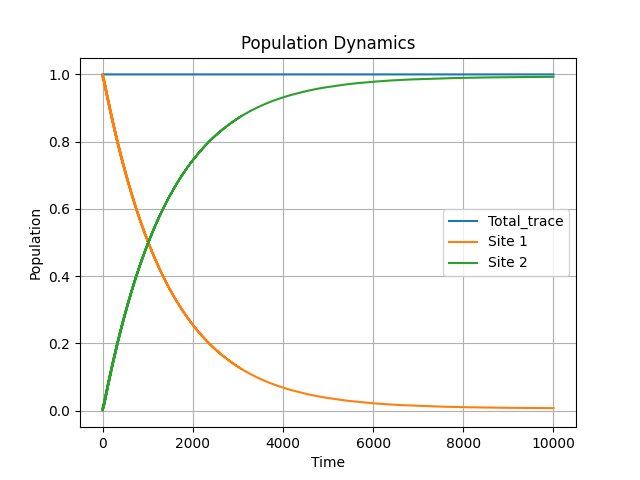 Population Dynamics
1.0
0.8
0.6
0.4
0.2
0.0
Population
Total_trace
Site 1
Site 2
0 2000 4000 6000 8000 10000
Time